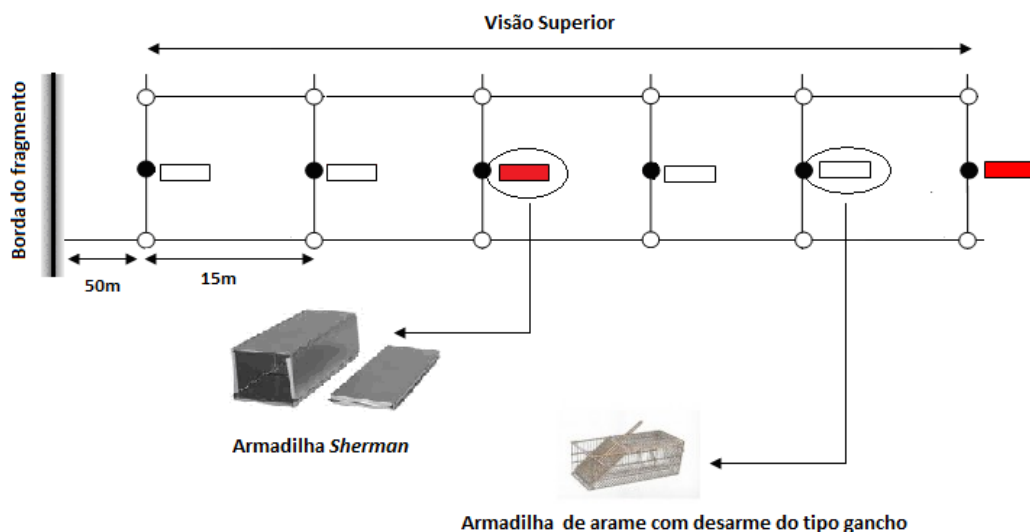 Visão Superior
Borda do fragmento
50m
15m
Armadilha Sherman
Armadilha de arame com desarme do tipo gancho